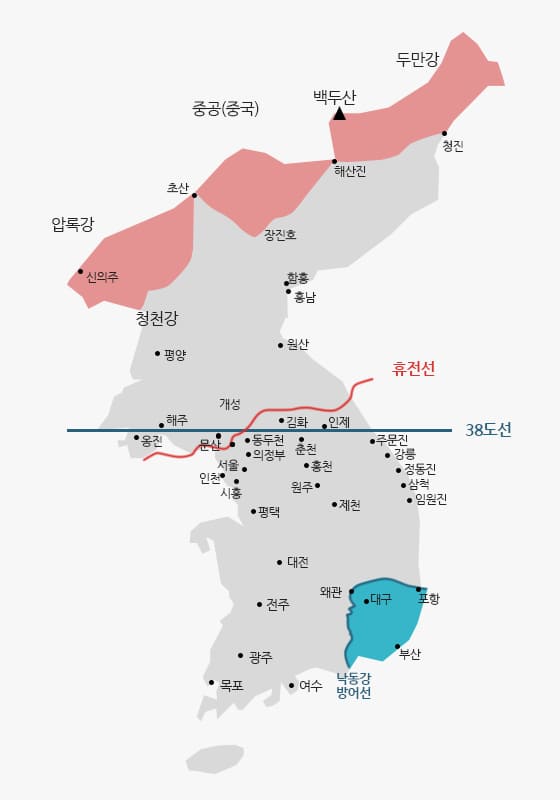 두만강
백두산
중공(중국)
청진
혜산진
초산
압록강
장진호
신의주
함흥
흥남
청천강
원산
평양
휴전선
개성
해주
김화
인제
38도선
옹진
문산
동두천
주문진
춘천
의정부
강릉
서울
홍천
정동진
인천
시흥
원주
삼척
임원진
제천
평택
대전
왜관
대구
포항
전주
부산
광주
낙동강
방어선
목포
여수